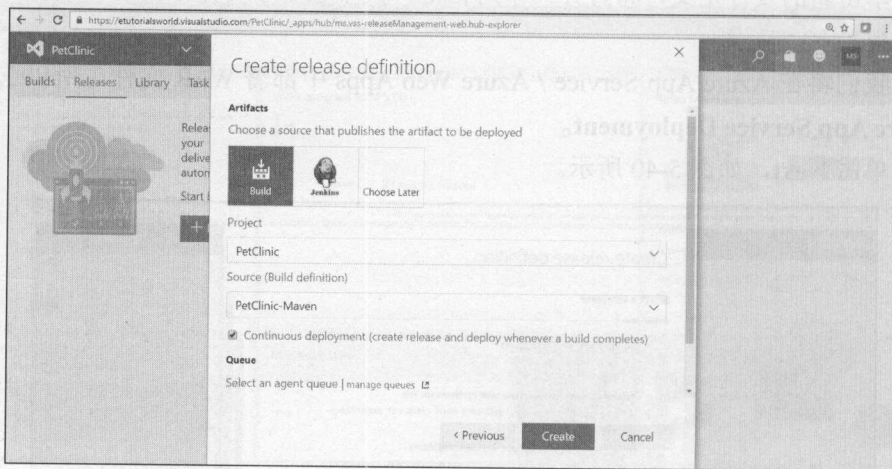 https://etutorialsworld.visualstudio.com/PetClinic/_apps/hub/ms.vss-releaseManagement-web.hub-explorer
PetClinic
MS
Builds Releases Library Task
Create release definition
Artifacts
Choose a source that publishes the artifact to be deployed
Build
Jenkins
Choose Later
Project
PetClinic
Source (Build definition)
PetClinic-Maven
Continuous deployment (create release and deploy whenever a build completes)
Queue
Select an agent queue | manage queues
< Previous
Create
Cancel
your
Start